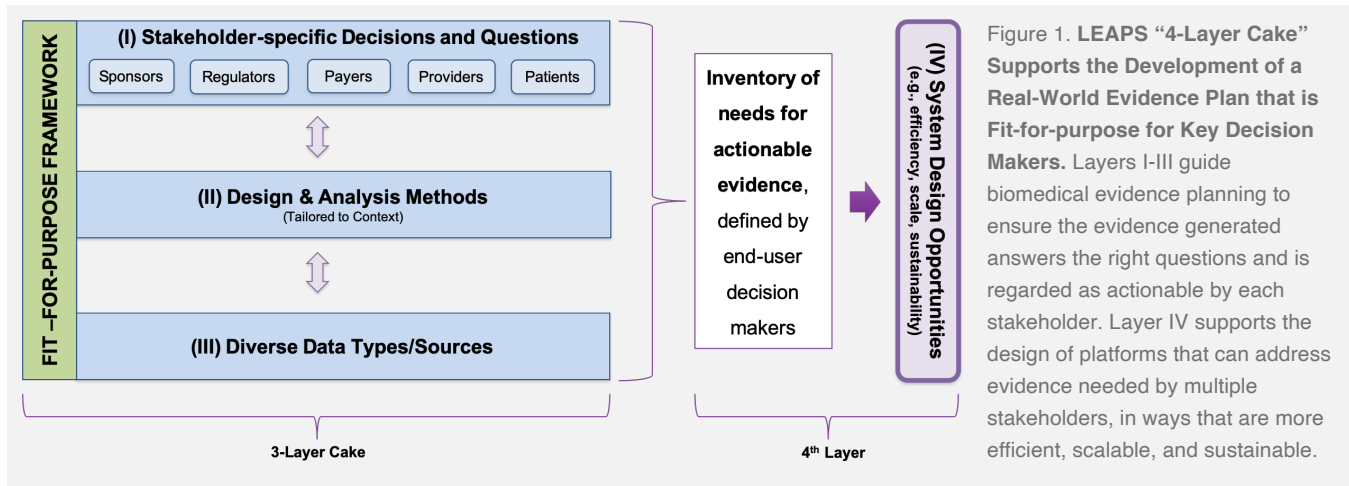 FIT –FOR-PURPOSE FRAMEWORK
(I) Stakeholder-specific Decisions and Questions
Sponsors
Regulators
Payers
Providers
Patients
(II) Design & Analysis Methods
(Tailored to Context)
(III) Diverse Data Types/Sources
3-Layer Cake
Inventory of
needs for
actionable
evidence,
defined by
end-user
decision
makers
(IV) System Design Opportunities
(e.g., efficiency, scale, sustainability)
4th Layer
Figure 1. LEAPS “4-Layer Cake”
Supports the Development of a
Real-World Evidence Plan that is
Fit-for-purpose for Key Decision
Makers. Layers I-III guide
biomedical evidence planning to
ensure the evidence generated
answers the right questions and is
regarded as actionable by each
stakeholder. Layer IV supports the
design of platforms that can address
evidence needed by multiple
stakeholders, in ways that are more
efficient, scalable, and sustainable.